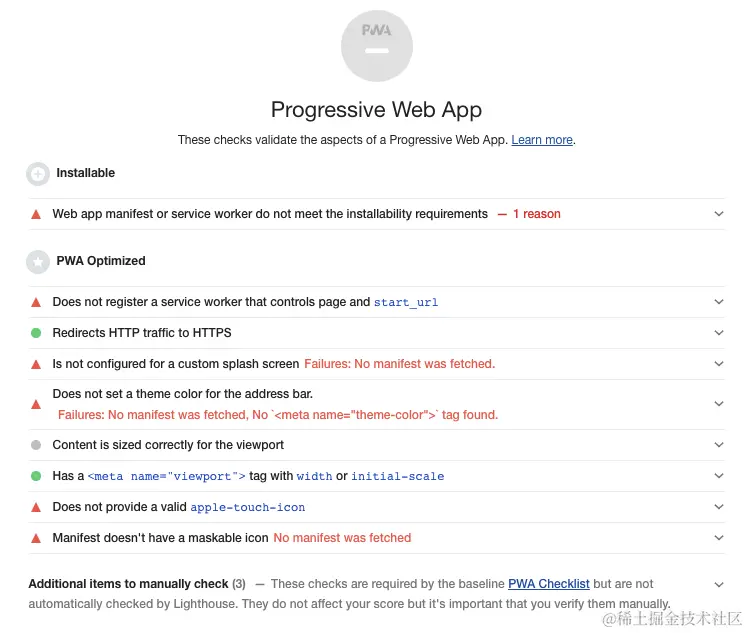 PWA
Progressive Web App
These checks validate the aspects of a Progressive Web App. Learn more.
Installable
Web app manifest or service worker do not meet the installability requirements — 1 reason
PWA Optimized
Does not register a service worker that controls page and start_url
Redirects HTTP traffic to HTTPS
Is not configured for a custom splash screen Failures: No manifest was fetched.
Does not set a theme color for the address bar.
Failures: No manifest was fetched, No `<meta name="theme-color">` tag found.
Content is sized correctly for the viewport
Has a <meta name="viewport"> tag with width or initial-scale
Does not provide a valid apple-touch-icon
Manifest doesn't have a maskable icon No manifest was fetched
Additional items to manually check (3) — These checks are required by the baseline PWA Checklist but are not
automatically checked by Lighthouse. They do not affect your score but it's important that you verify them manually.
@稀土掘金技术社区